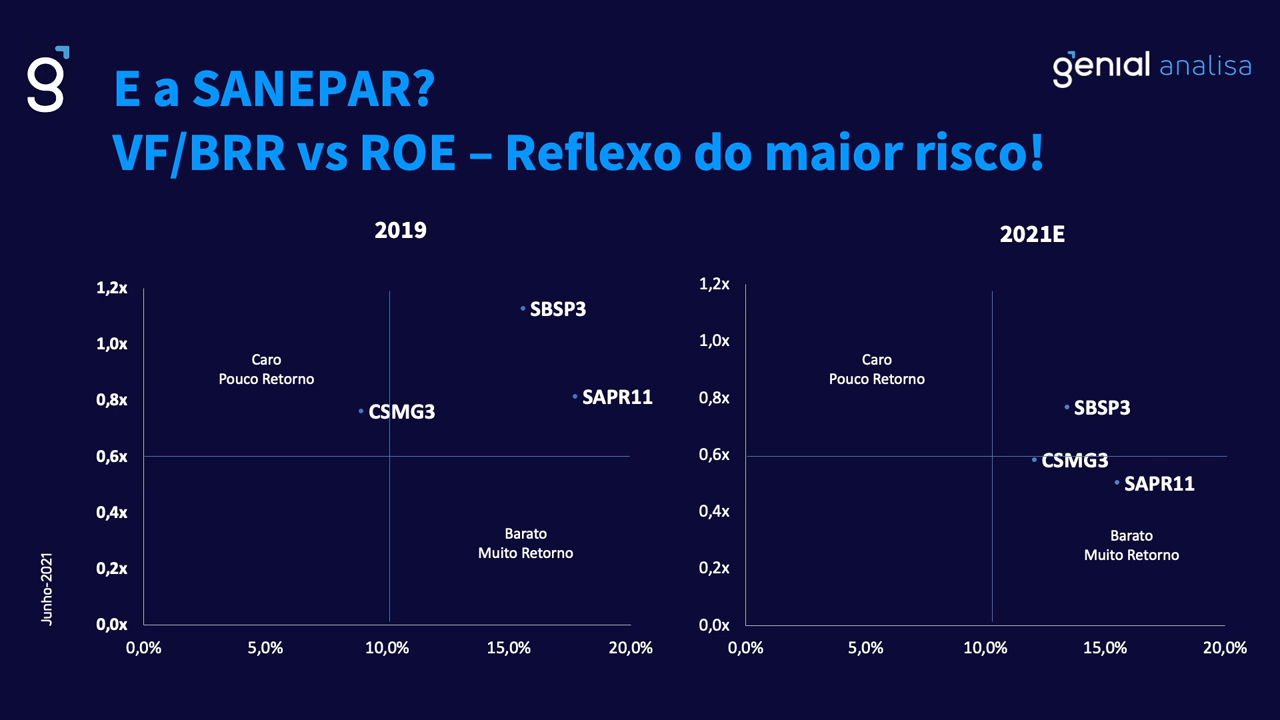 g
genial analisa
E a SANEPAR?
VF/BRR vs ROE – Reflexo do maior risco!
2019
1,2x
1,0x
0,8x
0,6x
0,4x
0,2x
0,0x
SBSP3
Caro
Pouco Retorno
SAPR11
CSMG3
Barato
Muito Retorno
0,0%
5,0%
10,0%
15,0%
20,0%
2021E
1,2x
1,0x
0,8x
0,6x
0,4x
0,2x
0,0x
Caro
Pouco Retorno
SBSP3
CSMG3
SAPR11
Barato
Muito Retorno
0,0%
5,0%
10,0%
15,0%
20,0%
Junho-2021